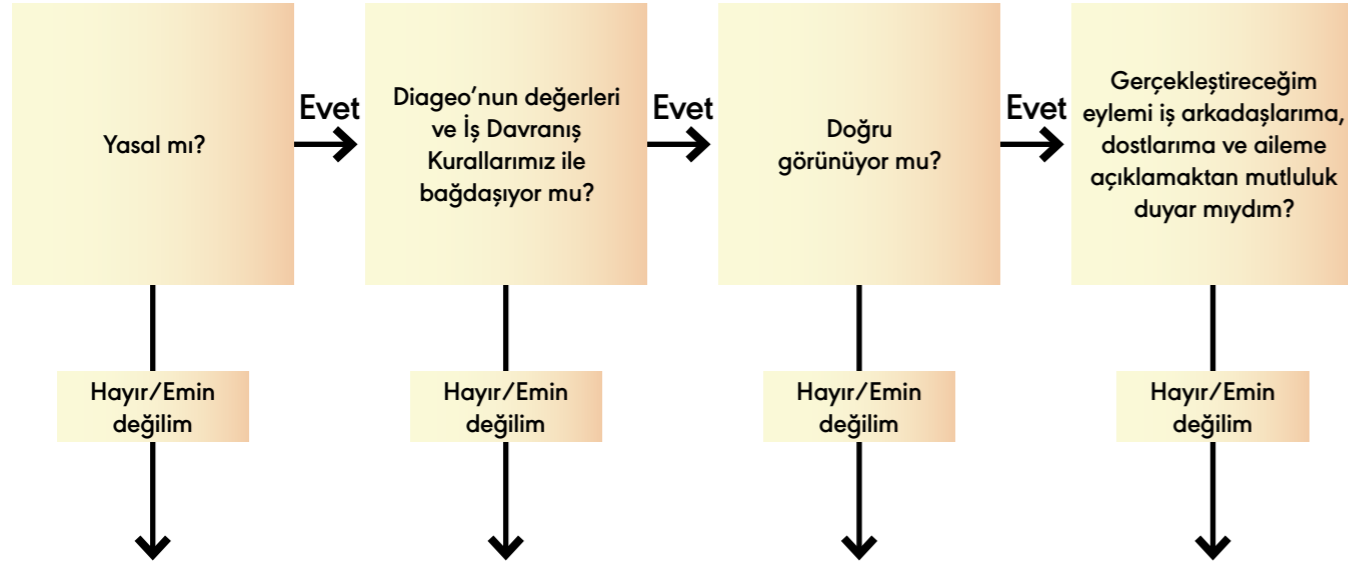 Yasal mı?
Evet
Diageo’nun değerleri
ve İş Davranış
Kurallarımız ile
bağdaşıyor mu?
Evet
Doğru
görünüyor mu?
Evet
Gerçekleştireceğim
eylemi iş arkadaşlarıma,
dostlarıma ve aileme
açıklamaktan mutluluk
duyar mıydım?
Hayır/Emin
değilim
Hayır/Emin
değilim
Hayır/Emin
değilim
Hayır/Emin
değilim